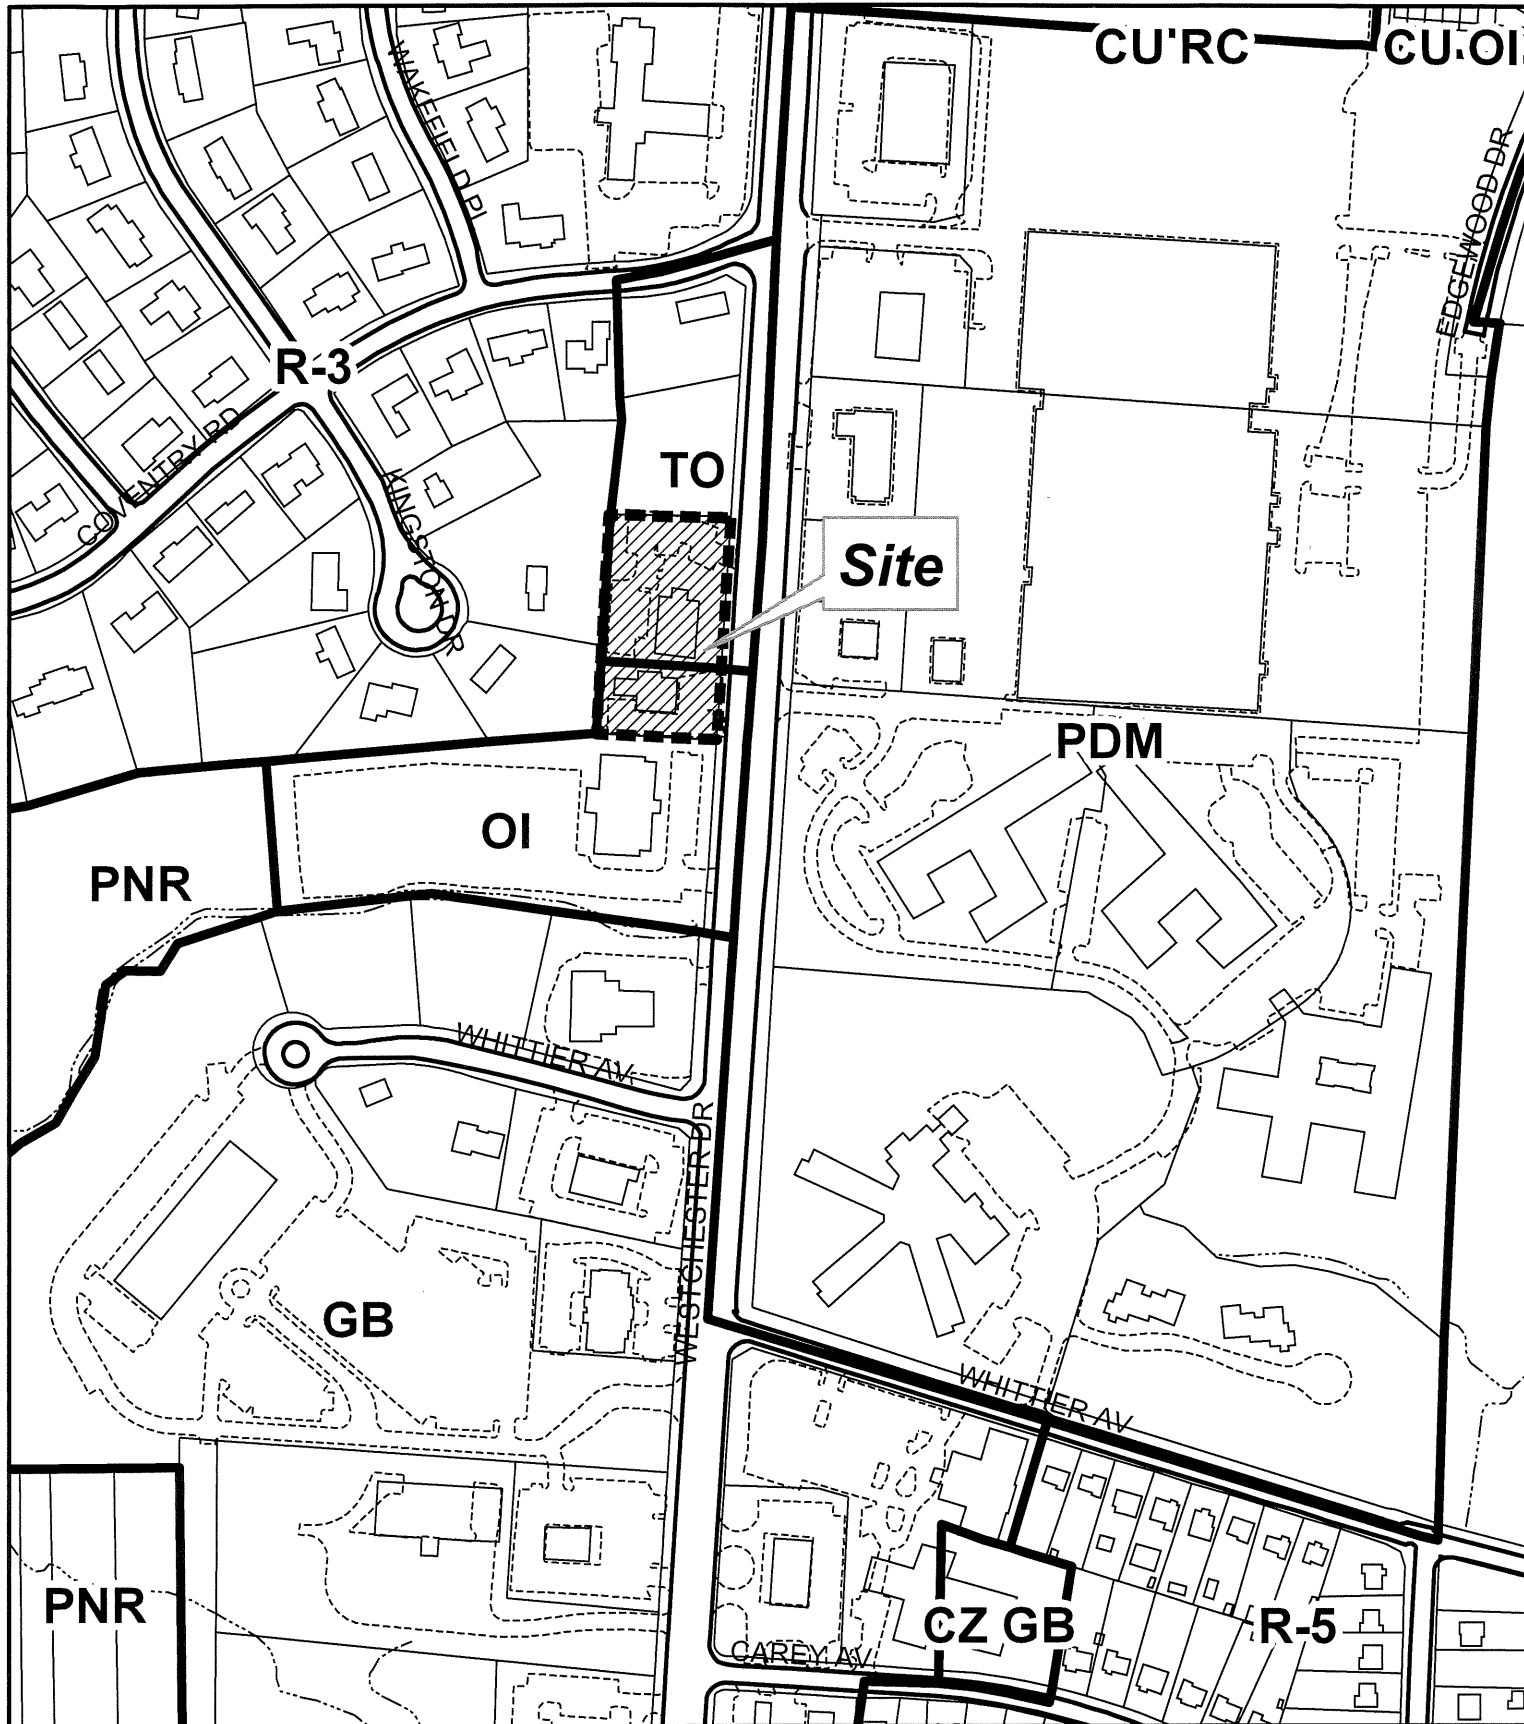 CU'RC
CU.OI
WAKEFIELD PL
EDGEWOOD DR
R-3
COVENTRY RD
KINGSTON DR
TO
Site
PDM
OI
PNR
WHITTIER AV
WESTCHESTER DR
GB
WHITTIER AV
PNR
CZ GB
R-5
CAREY AV